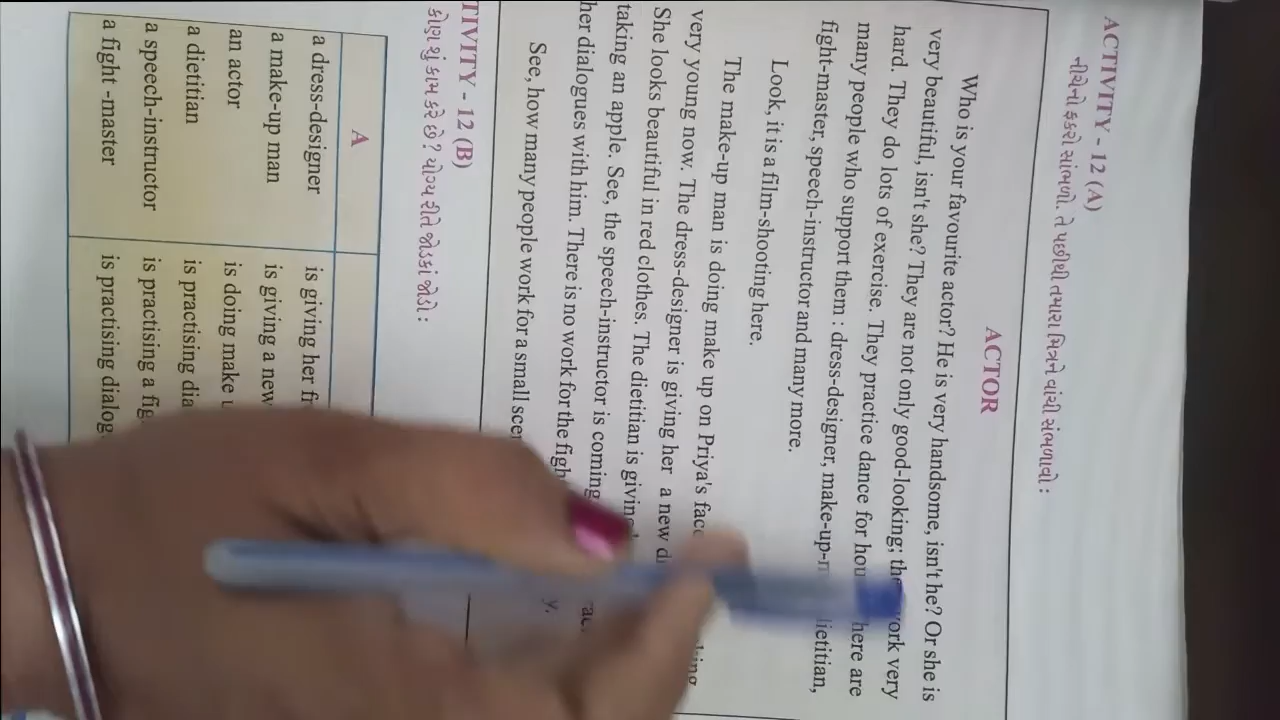 ACTIVITY - 12 (A)
નીચેનો ફકરો સાંભળો. તે પછીથી તમારા મિત્રને વાંચી સંભળાવો :
ACTOR
Who is your favourite actor? He is very handsome, isn't he? Or she is
very beautiful, isn't she? They are not only good-looking; work very
hard. They do lots of exercise. They practice dance for here are
many people who support them : dress-designer,
fight-master, speech-instructor and many more.
Look, it is a film-shooting here.
The make-up man is doing make up on Priya's
very young now. The dress-designer is giving her a new
She looks beautiful in red clothes. The dietitian is
taking an apple. See, the speech-instructor is coming
her dialogues with him. There is no work for the
See, how many people work for a small
TIVITY - 12 (B)
કોણ શું કામ કરે છે? યોગ્ય રીતે જોડકાં જોડો :
A
a dress-designer is giving her
a make-up man is giving a new
an actor is doing make
a dietitian is practising
a speech-instructor is practising a
a fight -master is practising